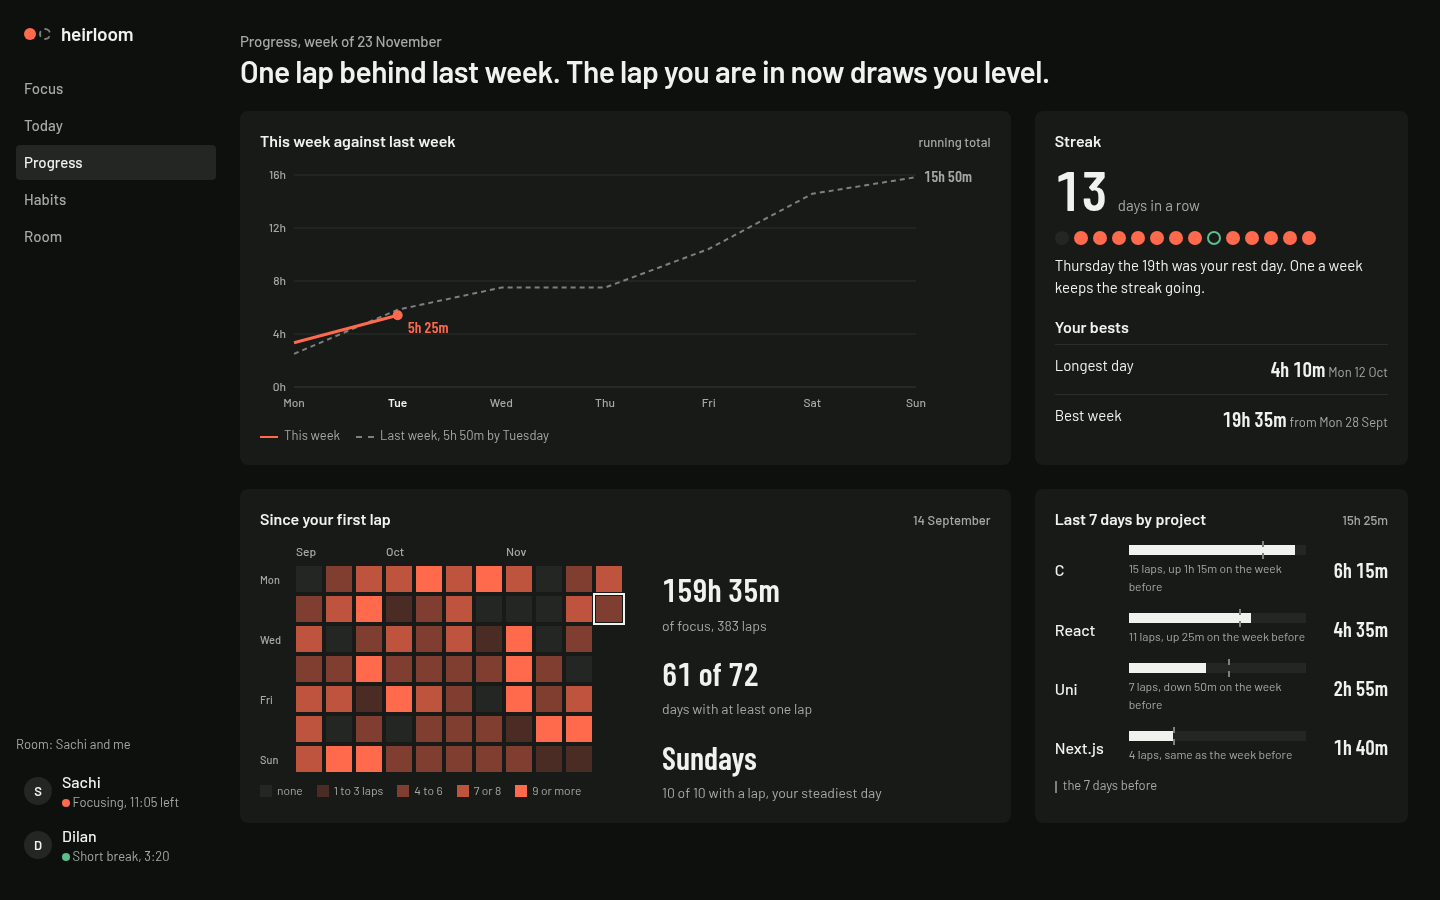 heirloom
Focus
Today
Progress
Habits
Room
Room: Sachi and me
S
Sachi
Focusing, 11:05 left
D
Dilan
Short break, 3:20
Progress, week of 23 November
One lap behind last week. The lap you are in now draws you level.
This week against last week
running total
16h
12h
8h
4h
0h
15h 50m
5h 25m
Mon
Tue
Wed
Thu
Fri
Sat
Sun
This week
Last week, 5h 50m by Tuesday
Streak
13
days in a row
Thursday the 19th was your rest day. One a week
keeps the streak going.
Your bests
Longest day
4h 10m Mon 12 Oct
Best week
19h 35m from Mon 28 Sept
Since your first lap
14 September
Sep
Oct
Nov
Mon
Wed
Fri
Sun
none
1 to 3 laps
4 to 6
7 or 8
9 or more
159h 35m
of focus, 383 laps
61 of 72
days with at least one lap
Sundays
10 of 10 with a lap, your steadiest day
Last 7 days by project
15h 25m
C
15 laps, up 1h 15m on the week
before
6h 15m
React
11 laps, up 25m on the week before
4h 35m
Uni
7 laps, down 50m on the week
before
2h 55m
Next.js
4 laps, same as the week before
1h 40m
the 7 days before